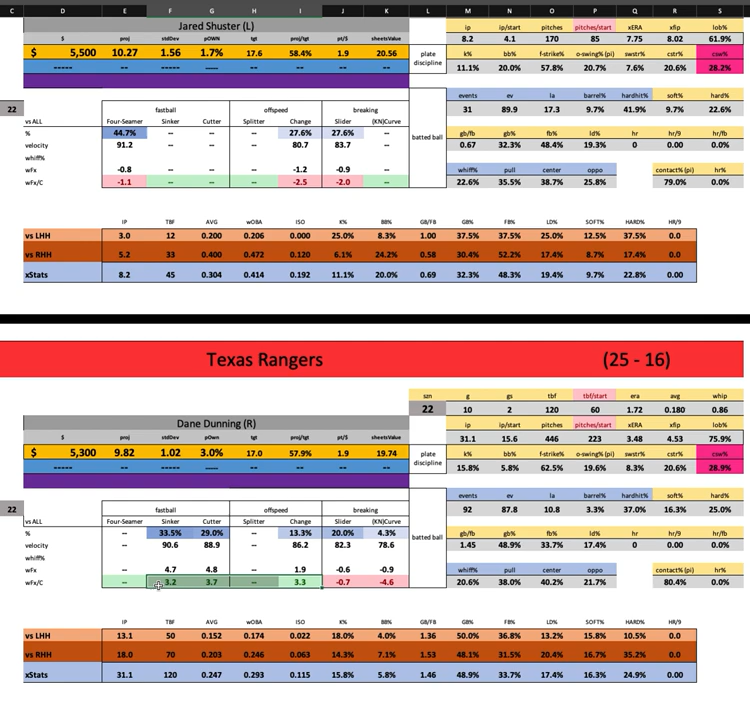 C D E F G H I J K L M N O P Q R S
Jared Shuster (L) ip ip/start pitches pitches/start xERA xfip lob%
$ proj stdDev pOWN tgt proj/tgt pt/$ sheetsValue 8.2 4.1 170 85 7.75 8.02 61.9%
$ 5,500 10.27 1.56 1.7% 17.6 58.4% 1.9 20.56 plate discipline k% bb% f-strike% o-swing% (pi) swstr% cstr% csw%
----- -- -- ---- -- -- -- -- 11.1% 20.0% 57.8% 20.7% 7.6% 20.6% 28.2%
events ev la barrel% hardhit% soft% hard%
22 fastball offspeed breaking 31 89.9 17.3 9.7% 41.9% 9.7% 22.6%
vs ALL Four-Seamer Sinker Cutter Splitter Change Slider (KN)Curve
% 44.7% -- -- -- 27.6% 27.6% -- batted ball gb/fb gb% fb% ld% hr hr/9 hr/fb
velocity 91.2 80.7 83.7 0.67 32.3% 48.4% 19.4% 0 0.00 0.0%
whiff%
wFx -0.8 -1.2 -0.9 whiff% pull center oppo contact% (pi) hr%
wFx/C -1.1 -- -- -- -2.5 -2.0 -- 22.6% 35.5% 38.7% 25.8% 79.0% 0.0%
IP TBF AVG wOBA ISO K% BB% GB/FB GB% FB% LD% SOFT% HARD% HR/9
vs LHH 3.0 12 0.200 0.206 0.000 25.0% 8.3% 1.00 37.5% 37.5% 25.0% 12.5% 37.5% 0.0
vs RHH 5.2 33 0.400 0.472 0.120 6.1% 24.2% 0.58 30.4% 52.2% 17.4% 8.7% 17.4% 0.0
xStats 8.2 45 0.304 0.414 0.192 11.1% 20.0% 0.69 32.3% 48.3% 19.4% 9.7% 22.8% 0.00
Texas Rangers (25 - 16)
szn g gs tbf tbf/start era avg whip
22 10 2 120 60 1.72 0.180 0.86
Dane Dunning (R) ip ip/start pitches pitches/start xERA xfip lob%
$ proj stdDev pOwn tgt proj/tgt pt/$ sheetsValue 31.1 15.6 446 223 3.48 4.53 75.9%
$ 5,300 9.82 1.02 3.0% 17.0 57.9% 1.9 19.74 plate discipline k% bb% f-strike% o-swing% (pi) swstr% cstr% csw%
----- -- -- ---- -- -- -- -- 15.8% 5.8% 62.5% 19.6% 8.3% 20.6% 28.9%
events ev la barrel% hardhit% soft% hard%
22 fastball offspeed breaking 92 87.8 10.8 3.3% 37.0% 16.3% 25.0%
vs ALL Four-Seamer Sinker Cutter Splitter Change Slider (KN)Curve
% -- 33.5% 29.0% -- 13.3% 20.0% 4.3% batted ball gb/fb gb% fb% ld% hr hr/9 hr/fb
velocity 90.6 88.9 86.2 82.3 78.6 1.45 48.9% 33.7% 17.4% 0 0.00 0.0%
whiff%
wFx 4.7 4.8 1.9 -0.6 -0.9 whiff% pull center oppo contact% (pi) hr%
wFx/C -- 3.2 3.7 -- 3.3 -0.7 -4.6 20.6% 38.0% 40.2% 21.7% 80.4% 0.0%
IP TBF AVG wOBA ISO K% BB% GB/FB GB% FB% LD% SOFT% HARD% HR/9
vs LHH 13.1 50 0.152 0.174 0.022 18.0% 4.0% 1.36 50.0% 36.8% 13.2% 15.8% 10.5% 0.0
vs RHH 18.0 70 0.203 0.246 0.063 14.3% 7.1% 1.53 48.1% 31.5% 20.4% 16.7% 35.2% 0.0
xStats 31.1 120 0.247 0.293 0.115 15.8% 5.8% 1.46 48.9% 33.7% 17.4% 16.3% 24.9% 0.00